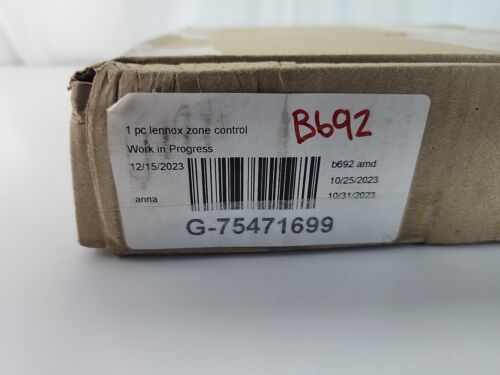 1 pc lennox zone control
B692
Work in Progress
12/15/2023
b692 amd
10/25/2023
anna
10/31/2023
G-75471699